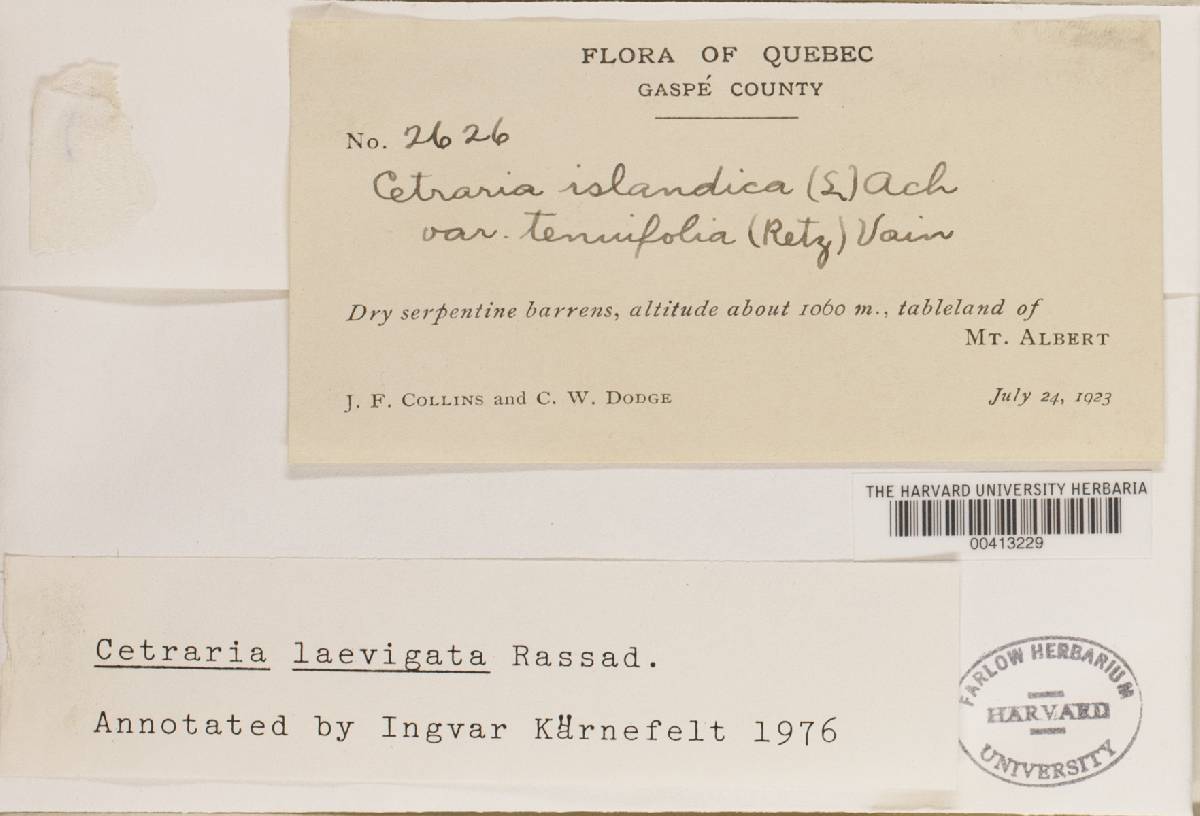 FLORA OF QUEBEC
GASPÉ COUNTY
No. 2626
Cetraria islandica (L) Ach
var. tenuifolia (Retz) Vain
Dry serpentine barrens, altitude about 1060 m., tableland of
MT. ALBERT
J. F. COLLINS and C. W. DODGE July 24, 1923
THE HARVARD UNIVERSITY HERBARIA
00413229
Cetraria laevigata Rassad.
Annotated by Ingvar Kärnefelt 1976
FARLOW HERBARIUM
HARVARD
UNIVERSITY